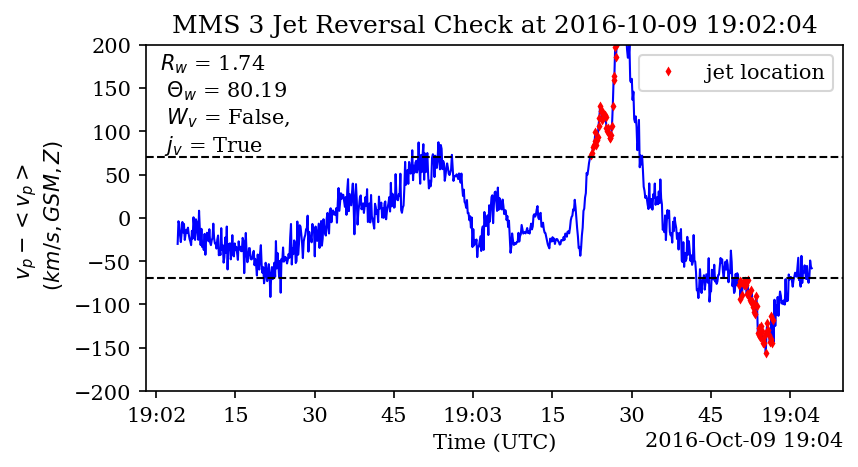 MMS 3 Jet Reversal Check at 2016-10-09 19:02:04
R_w = 1.74
Θ_w = 80.19
W_v = False,
j_v = True
jet location
v_p − < v_p >
(km/s, GSM, Z)
200
150
100
50
0
−50
−100
−150
−200
19:02 15 30 45 19:03 15 30 45 19:04
Time (UTC)
2016-Oct-09 19:04